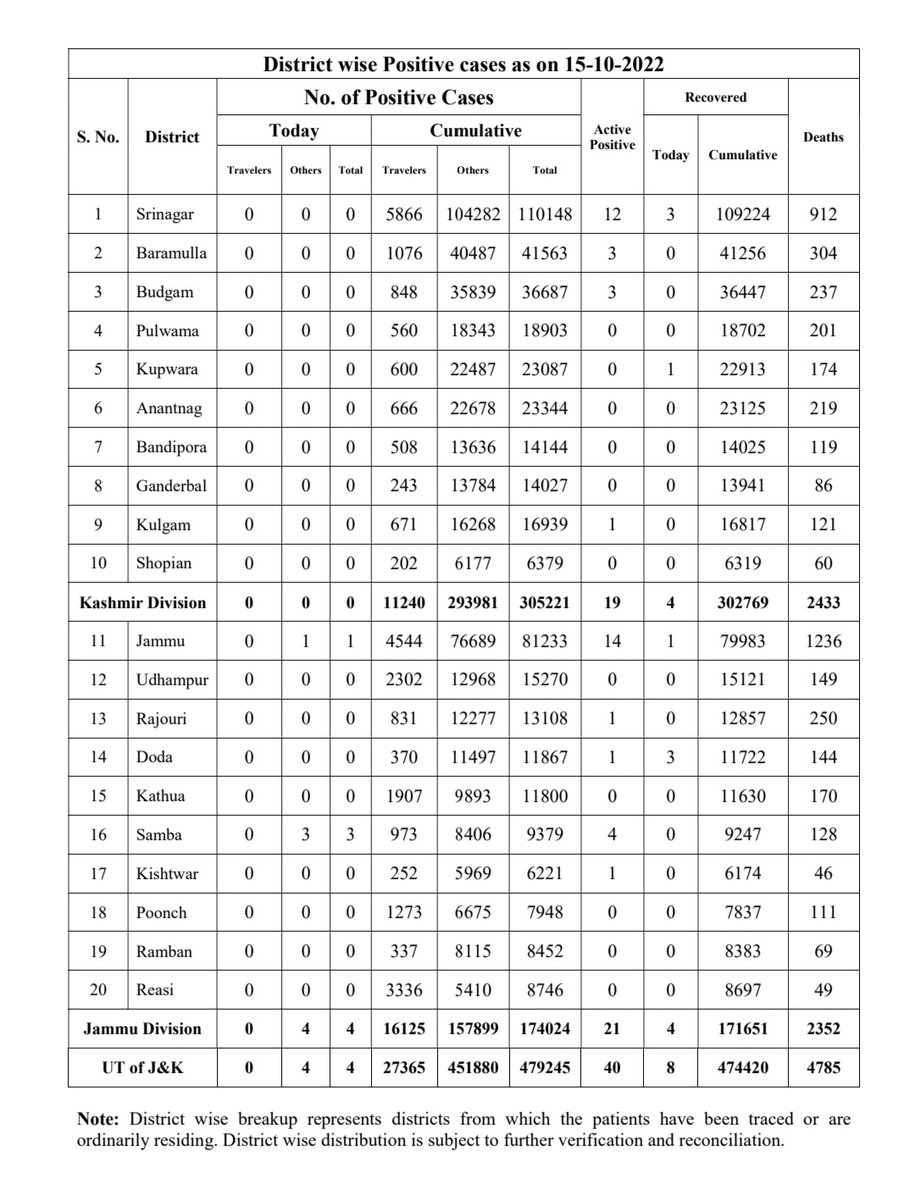 District wise Positive cases as on 15-10-2022
S. No. District No. of Positive Cases Active Positive Recovered Deaths
Today Cumulative Today Cumulative
Travelers Others Total Travelers Others Total
1 Srinagar 0 0 0 5866 104282 110148 12 3 109224 912
2 Baramulla 0 0 0 1076 40487 41563 3 0 41256 304
3 Budgam 0 0 0 848 35839 36687 3 0 36447 237
4 Pulwama 0 0 0 560 18343 18903 0 0 18702 201
5 Kupwara 0 0 0 600 22487 23087 0 1 22913 174
6 Anantnag 0 0 0 666 22678 23344 0 0 23125 219
7 Bandipora 0 0 0 508 13636 14144 0 0 14025 119
8 Ganderbal 0 0 0 243 13784 14027 0 0 13941 86
9 Kulgam 0 0 0 671 16268 16939 1 0 16817 121
10 Shopian 0 0 0 202 6177 6379 0 0 6319 60
Kashmir Division 0 0 0 11240 293981 305221 19 4 302769 2433
11 Jammu 0 1 1 4544 76689 81233 14 1 79983 1236
12 Udhampur 0 0 0 2302 12968 15270 0 0 15121 149
13 Rajouri 0 0 0 831 12277 13108 1 0 12857 250
14 Doda 0 0 0 370 11497 11867 1 3 11722 144
15 Kathua 0 0 0 1907 9893 11800 0 0 11630 170
16 Samba 0 3 3 973 8406 9379 4 0 9247 128
17 Kishtwar 0 0 0 252 5969 6221 1 0 6174 46
18 Poonch 0 0 0 1273 6675 7948 0 0 7837 111
19 Ramban 0 0 0 337 8115 8452 0 0 8383 69
20 Reasi 0 0 0 3336 5410 8746 0 0 8697 49
Jammu Division 0 4 4 16125 157899 174024 21 4 171651 2352
UT of J&K 0 4 4 27365 451880 479245 40 8 474420 4785
Note: District wise breakup represents districts from which the patients have been traced or are
ordinarily residing. District wise distribution is subject to further verification and reconciliation.